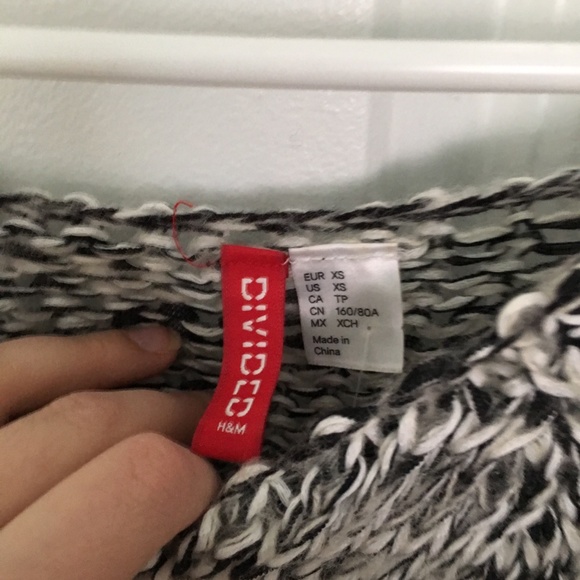 DIVIDED
H&M
EUR XS
US XS
CA TP
CN 160/80A
MX XCH
Made in
China